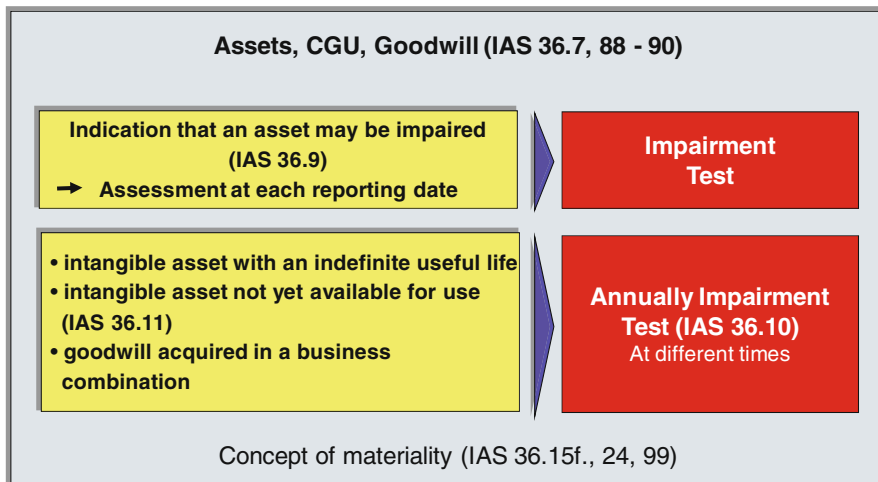 Assets, CGU, Goodwill (IAS 36.7, 88 - 90)
Indication that an asset may be impaired
(IAS 36.9)
→ Assessment at each reporting date
Impairment
Test
• intangible asset with an indefinite useful life
• intangible asset not yet available for use
(IAS 36.11)
• goodwill acquired in a business
combination
Annually Impairment
Test (IAS 36.10)
At different times
Concept of materiality (IAS 36.15f., 24, 99)